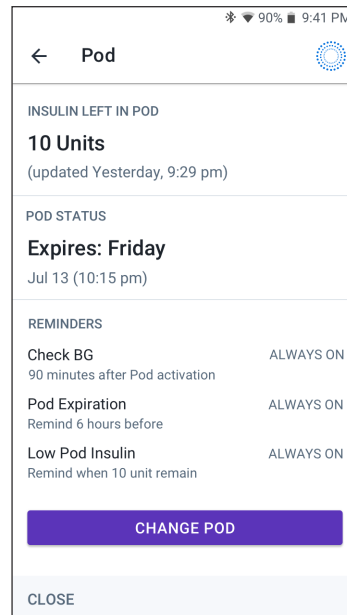 90% 9:41 PM
Pod
INSULIN LEFT IN POD
10 Units
(updated Yesterday, 9:29 pm)
POD STATUS
Expires: Friday
Jul 13 (10:15 pm)
REMINDERS
Check BG ALWAYS ON
90 minutes after Pod activation
Pod Expiration ALWAYS ON
Remind 6 hours before
Low Pod Insulin ALWAYS ON
Remind when 10 unit remain
CHANGE POD
CLOSE